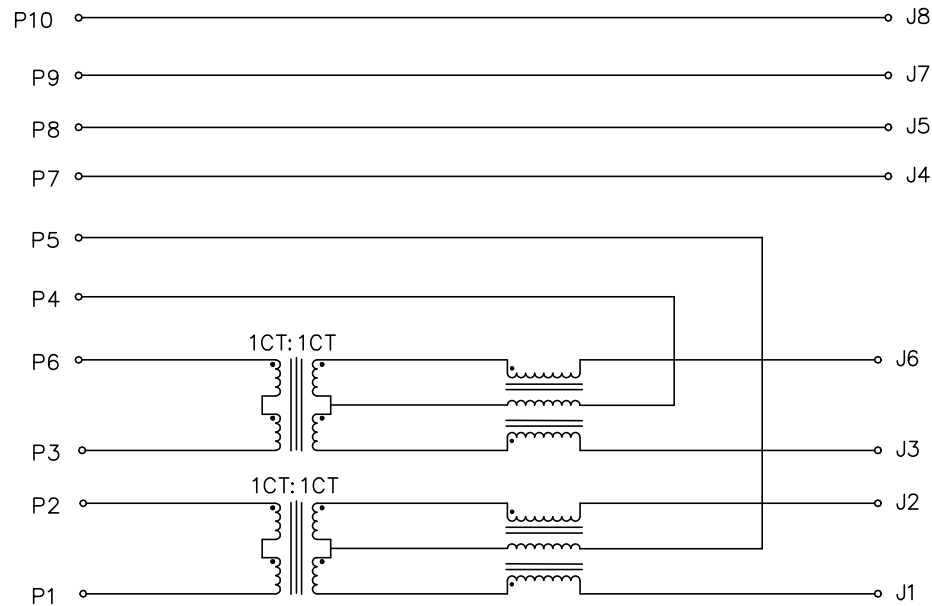 P10 J8
P9 J7
P8 J5
P7 J4
P5
P4
1CT:1CT
P6 J6
P3 J3
1CT:1CT
P2 J2
P1 J1